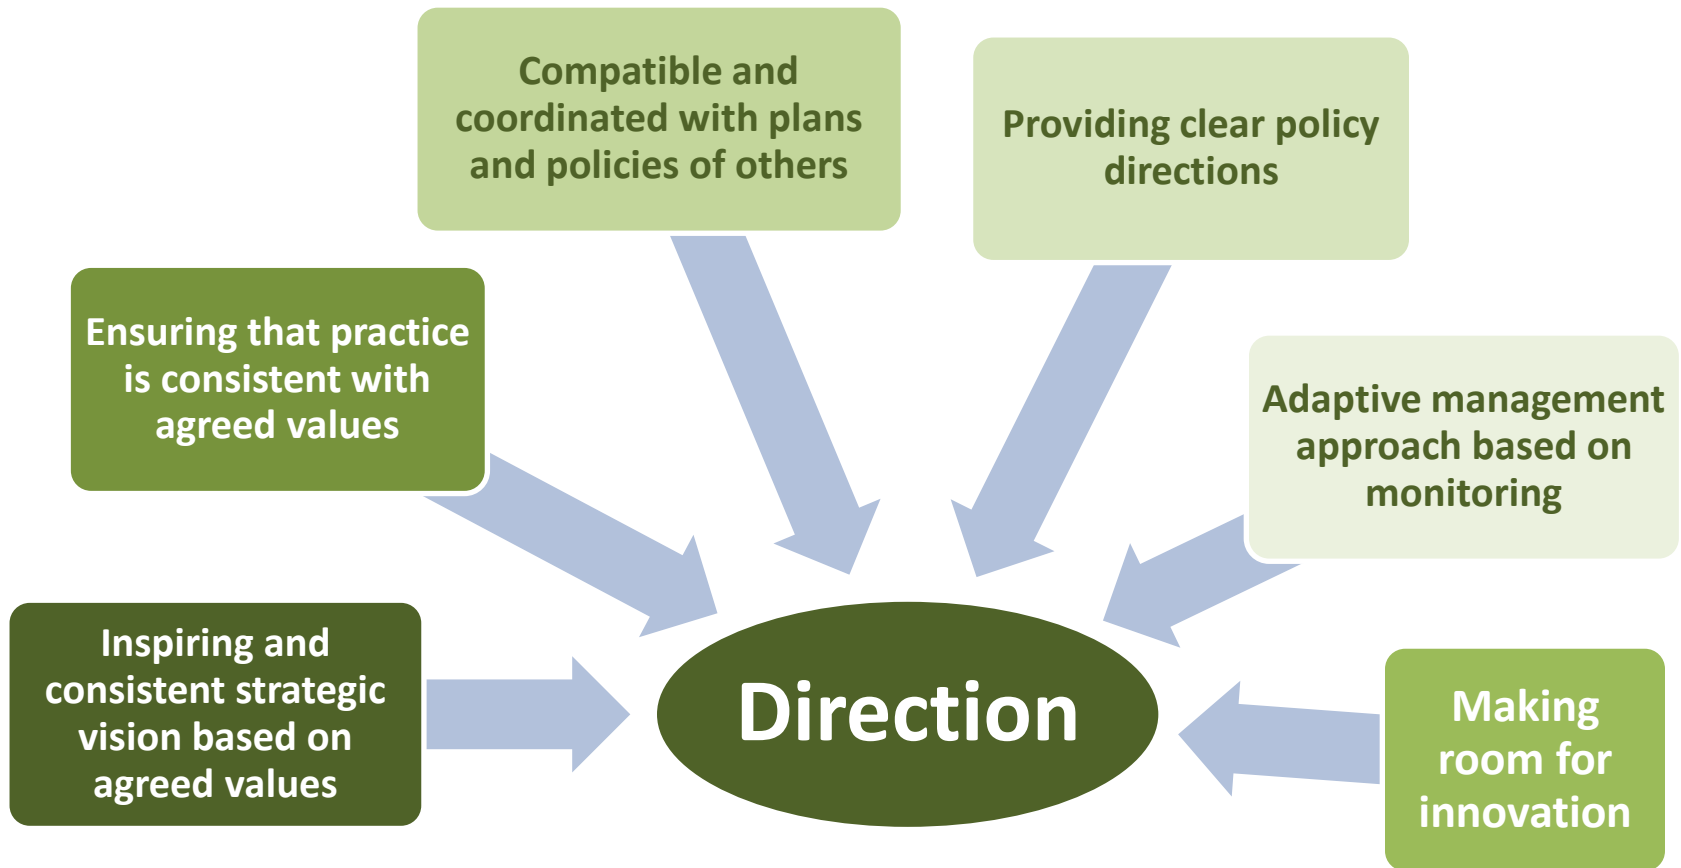 Compatible and
coordinated with plans
and policies of others
Providing clear policy
directions
Ensuring that practice
is consistent with
agreed values
Adaptive management
approach based on
monitoring
Inspiring and
consistent strategic
vision based on
agreed values
Direction
Making
room for
innovation